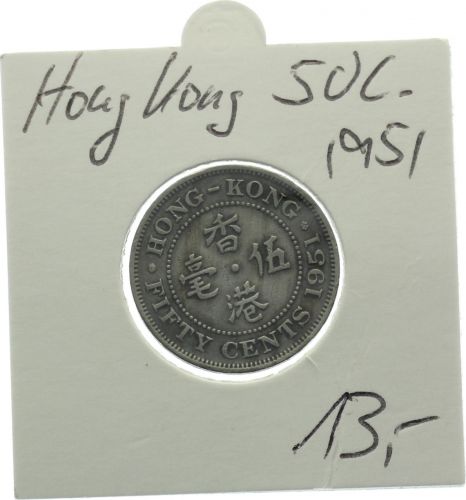 Hong Kong 50c.
1951
HONG-KONG
香港
伍毫
FIFTY CENTS 1951
13,-